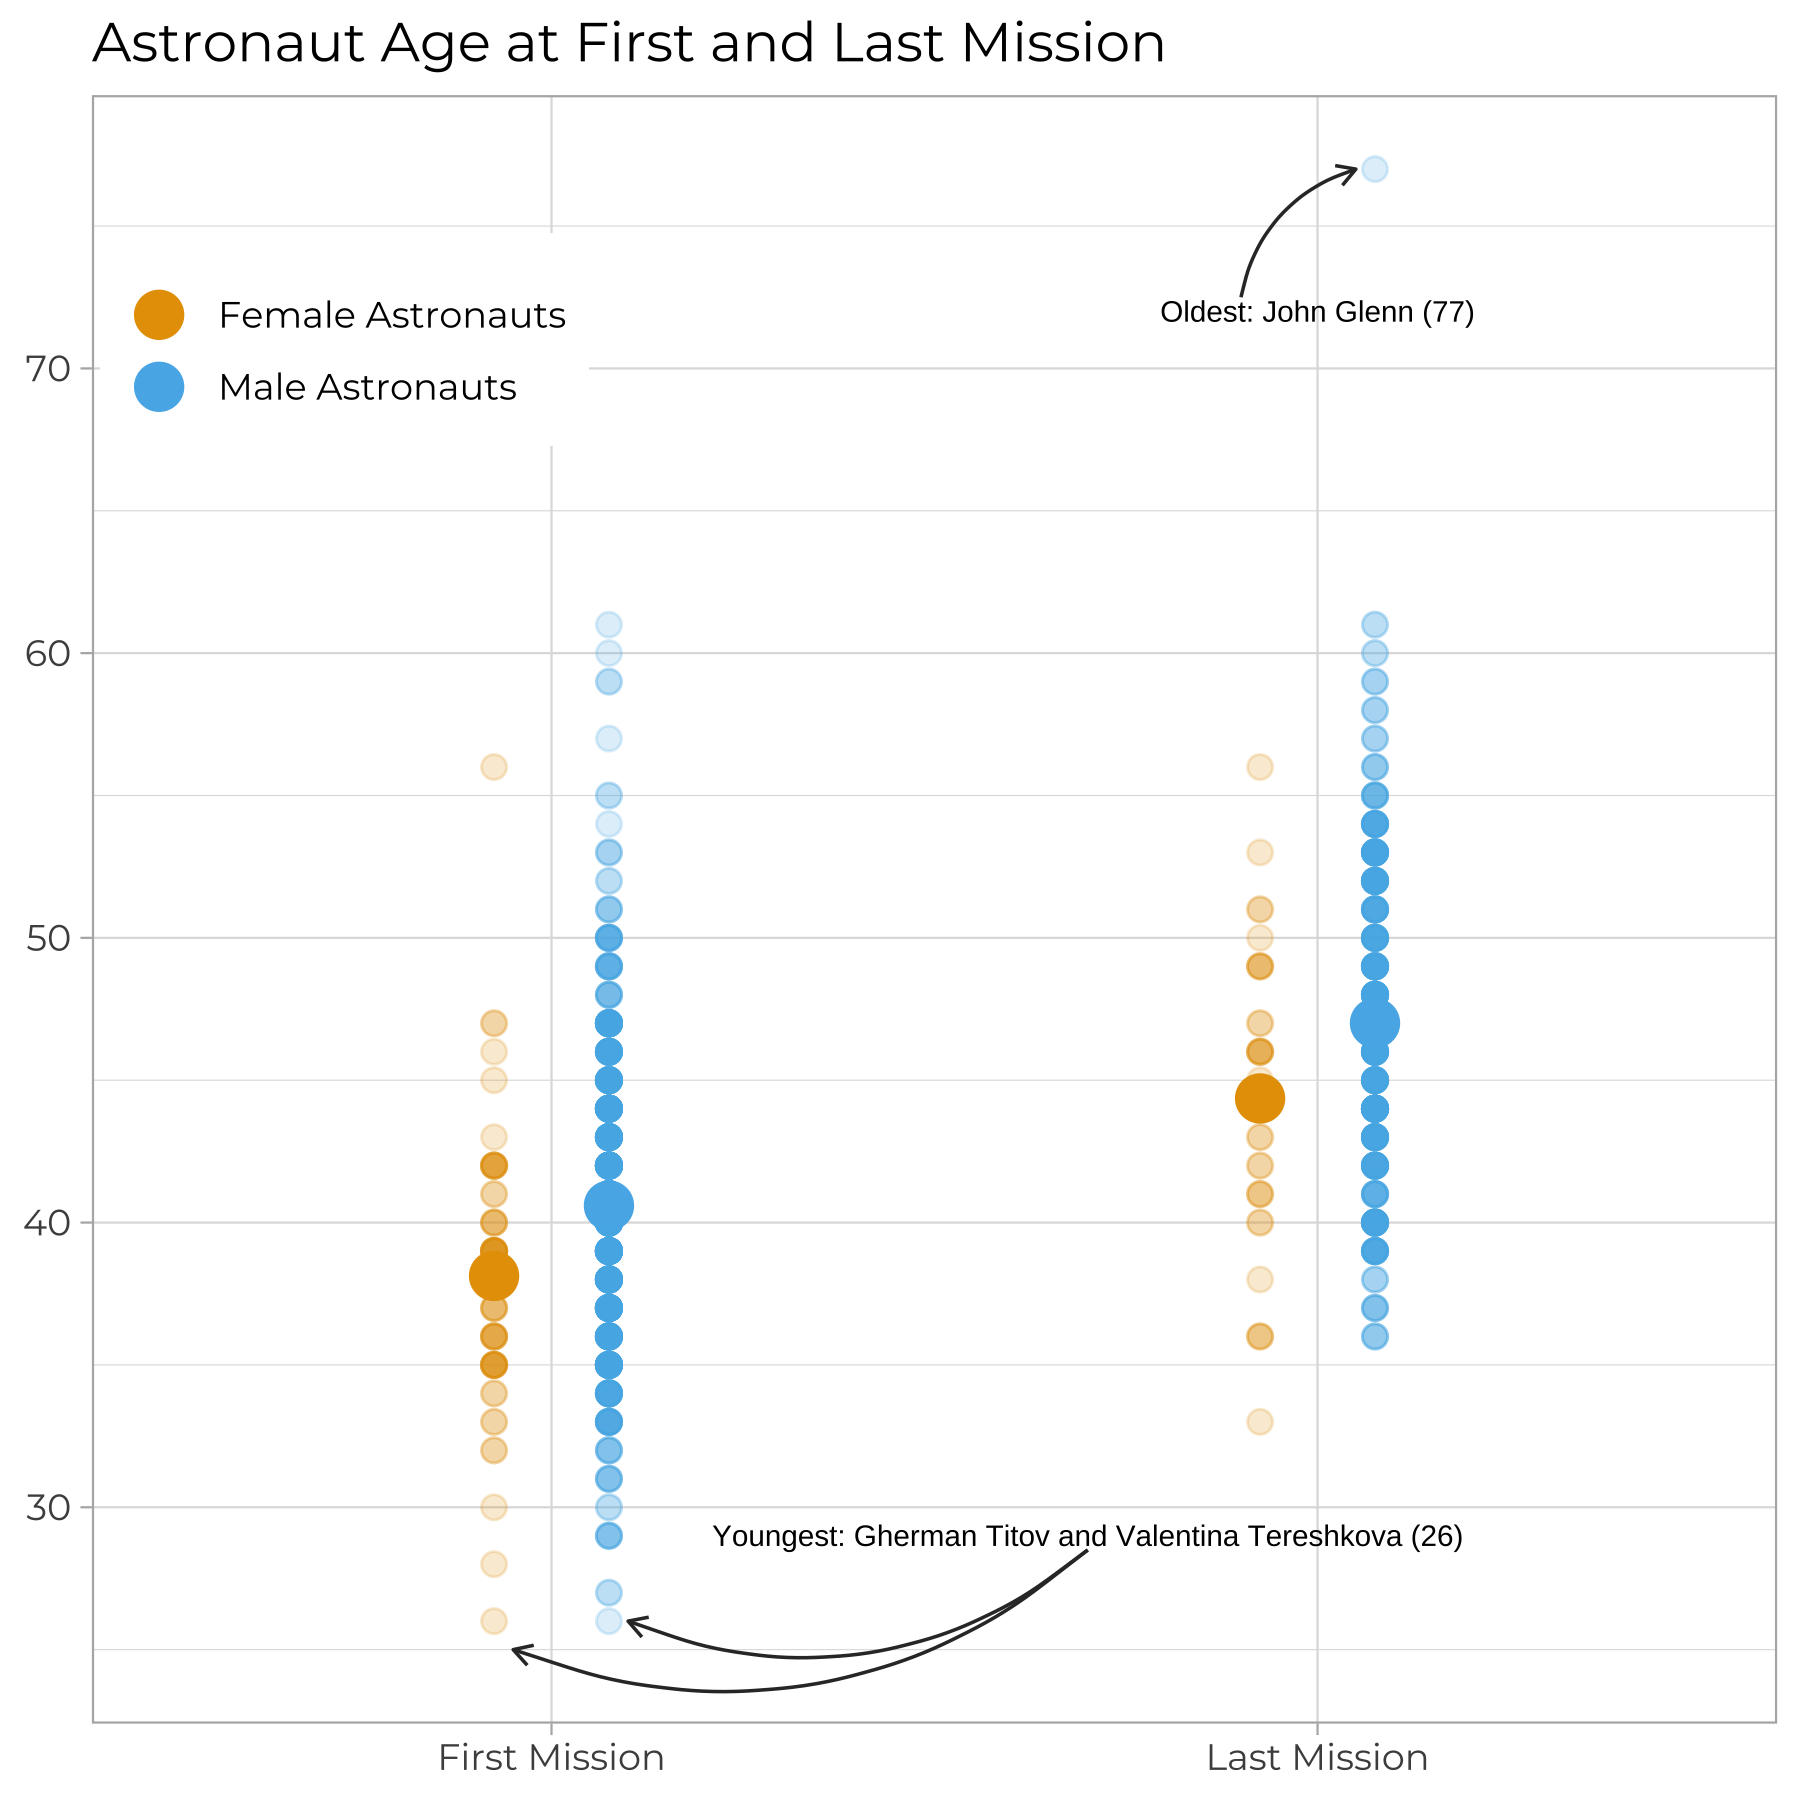 Astronaut Age at First and Last Mission
Female Astronauts
Male Astronauts
Oldest: John Glenn (77)
70
60
50
40
30
Youngest: Gherman Titov and Valentina Tereshkova (26)
First Mission
Last Mission